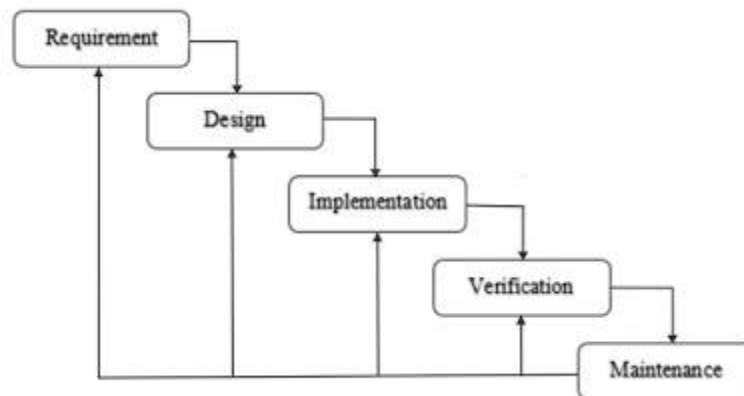 Requirement
Design
Implementation
Verification
Maintenance